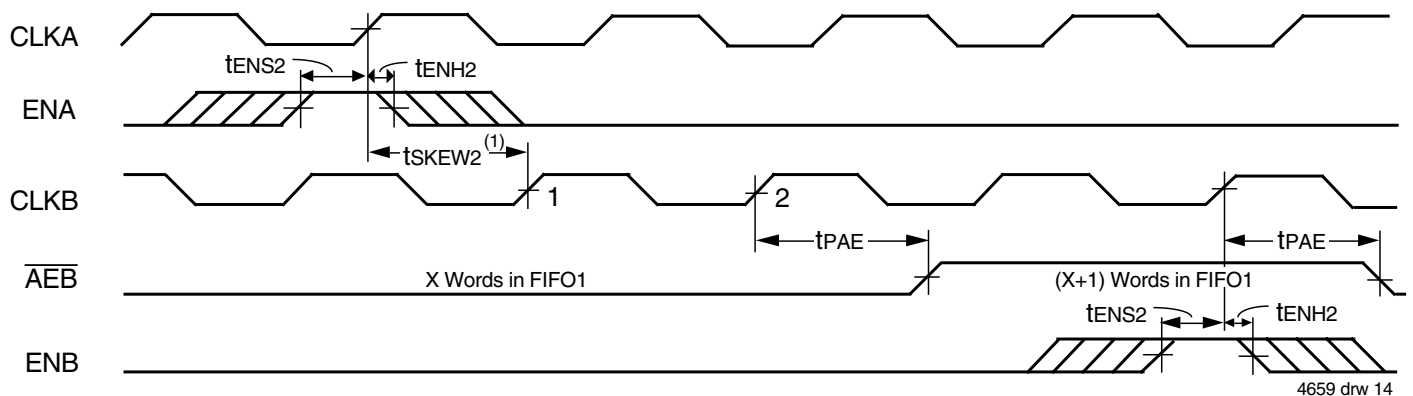 CLKA
tENS2 tENH2
ENA
tSKEW2 (1)
CLKB 1 2
tPAE tPAE
AEB X Words in FIFO1 (X+1) Words in FIFO1
tENS2 tENH2
ENB
4659 drw 14